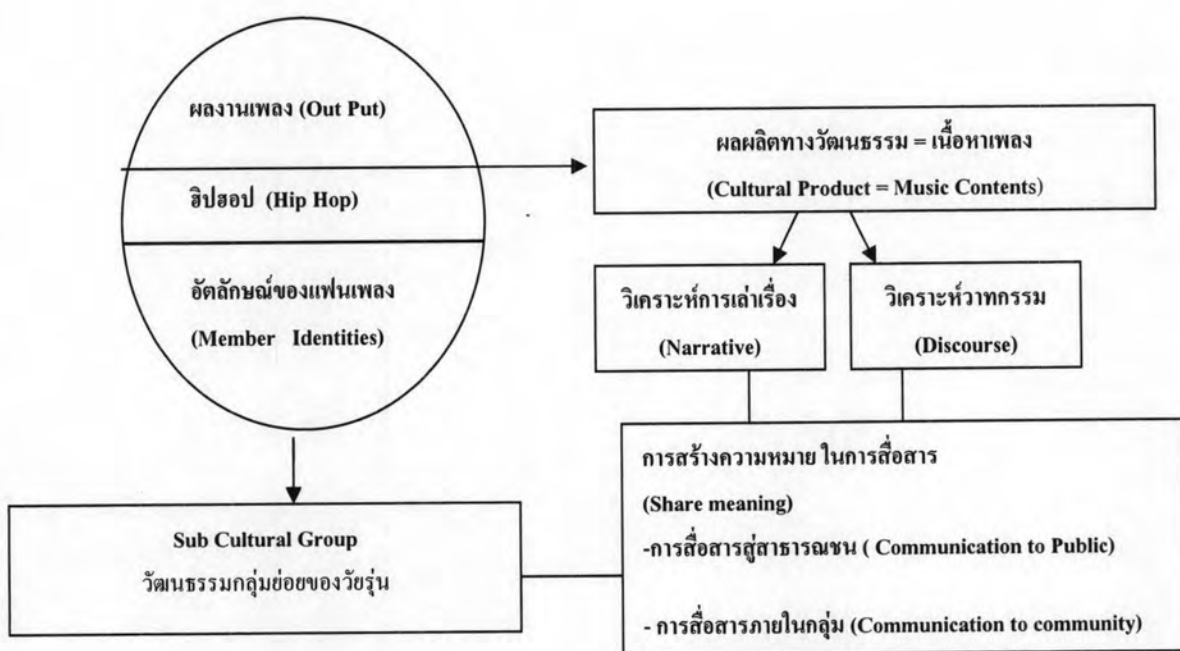 ผลงานเพลง (Out Put)
ฮิปฮอป (Hip Hop)
อัตลักษณ์ของแฟนเพลง
(Member Identities)
ผลผลิตทางวัฒนธรรม = เนื้อหาเพลง
(Cultural Product = Music Contents)
วิเคราะห์การเล่าเรื่อง
(Narrative)
วิเคราะห์วาทกรรม
(Discourse)
Sub Cultural Group
วัฒนธรรมกลุ่มย่อยของวัยรุ่น
การสร้างความหมาย ในการสื่อสาร
(Share meaning)
-การสื่อสารสู่สาธารณชน ( Communication to Public)
- การสื่อสารภายในกลุ่ม (Communication to community)